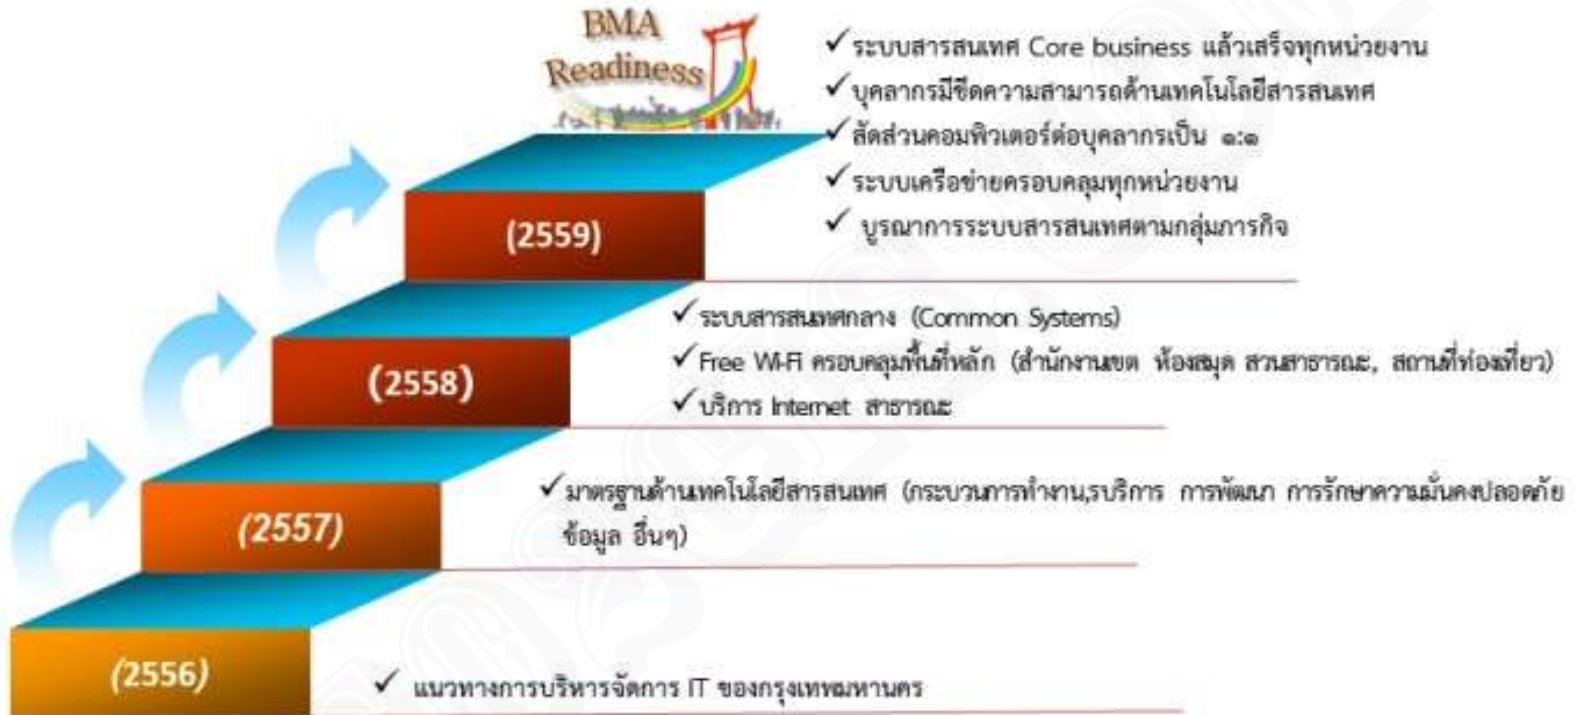 BMA
Readiness
✓ ระบบสารสนเทศ Core business แล้วเสร็จทุกหน่วยงาน
✓ บุคลากรมีขีดความสามารถด้านเทคโนโลยีสารสนเทศ
✓ สัดส่วนคอมพิวเตอร์ต่อบุคลากรเป็น ๑:๑
✓ ระบบเครือข่ายครอบคลุมทุกหน่วยงาน
✓ บูรณาการระบบสารสนเทศตามกลุ่มภารกิจ
(2559)
✓ ระบบสารสนเทศกลาง (Common Systems)
✓ Free Wi-Fi ครอบคลุมพื้นที่หลัก (สำนักงานเขต ห้องสมุด สวนสาธารณะ, สถานที่ท่องเที่ยว)
✓ บริการ Internet สาธารณะ
(2558)
✓ มาตรฐานด้านเทคโนโลยีสารสนเทศ (กระบวนการทำงาน,รบริการ การพัฒนา การรักษาความมั่นคงปลอดภัย
ข้อมูล อื่นๆ)
(2557)
✓ แนวทางการบริหารจัดการ IT ของกรุงเทพมหานคร
(2556)